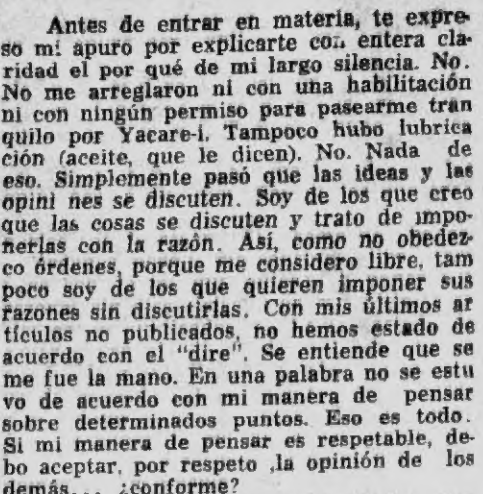 Antes de entrar en materia, te expre-
so mi apuro por explicarte con entera cla-
ridad el por qué de mi largo silencia. No.
No me arreglaron ni con una habilitación
ni con ningún permiso para pasearme tran
quilo por Yacare-i. Tampoco hubo lubrica
ción (aceite, que le dicen). No. Nada de
eso. Simplemente pasó que las ideas y las
opini nes se discuten. Soy de los que creo
que las cosas se discuten y trato de impo-
nerlas con la razón. Así, como no obedez-
co órdenes, porque me considero libre, tam
poco soy de los que quieren imponer sus
razones sin discutirlas. Con mis últimos ar
tículos no publicados, no hemos estado de
acuerdo con el "dire". Se entiende que se
me fue la mano. En una palabra no se estu
vo de acuerdo con mi manera de pensar
sobre determinados puntos. Eso es todo.
Si mi manera de pensar es respetable, de-
bo aceptar, por respeto ,la opinión de los
demás... ¿conforme?